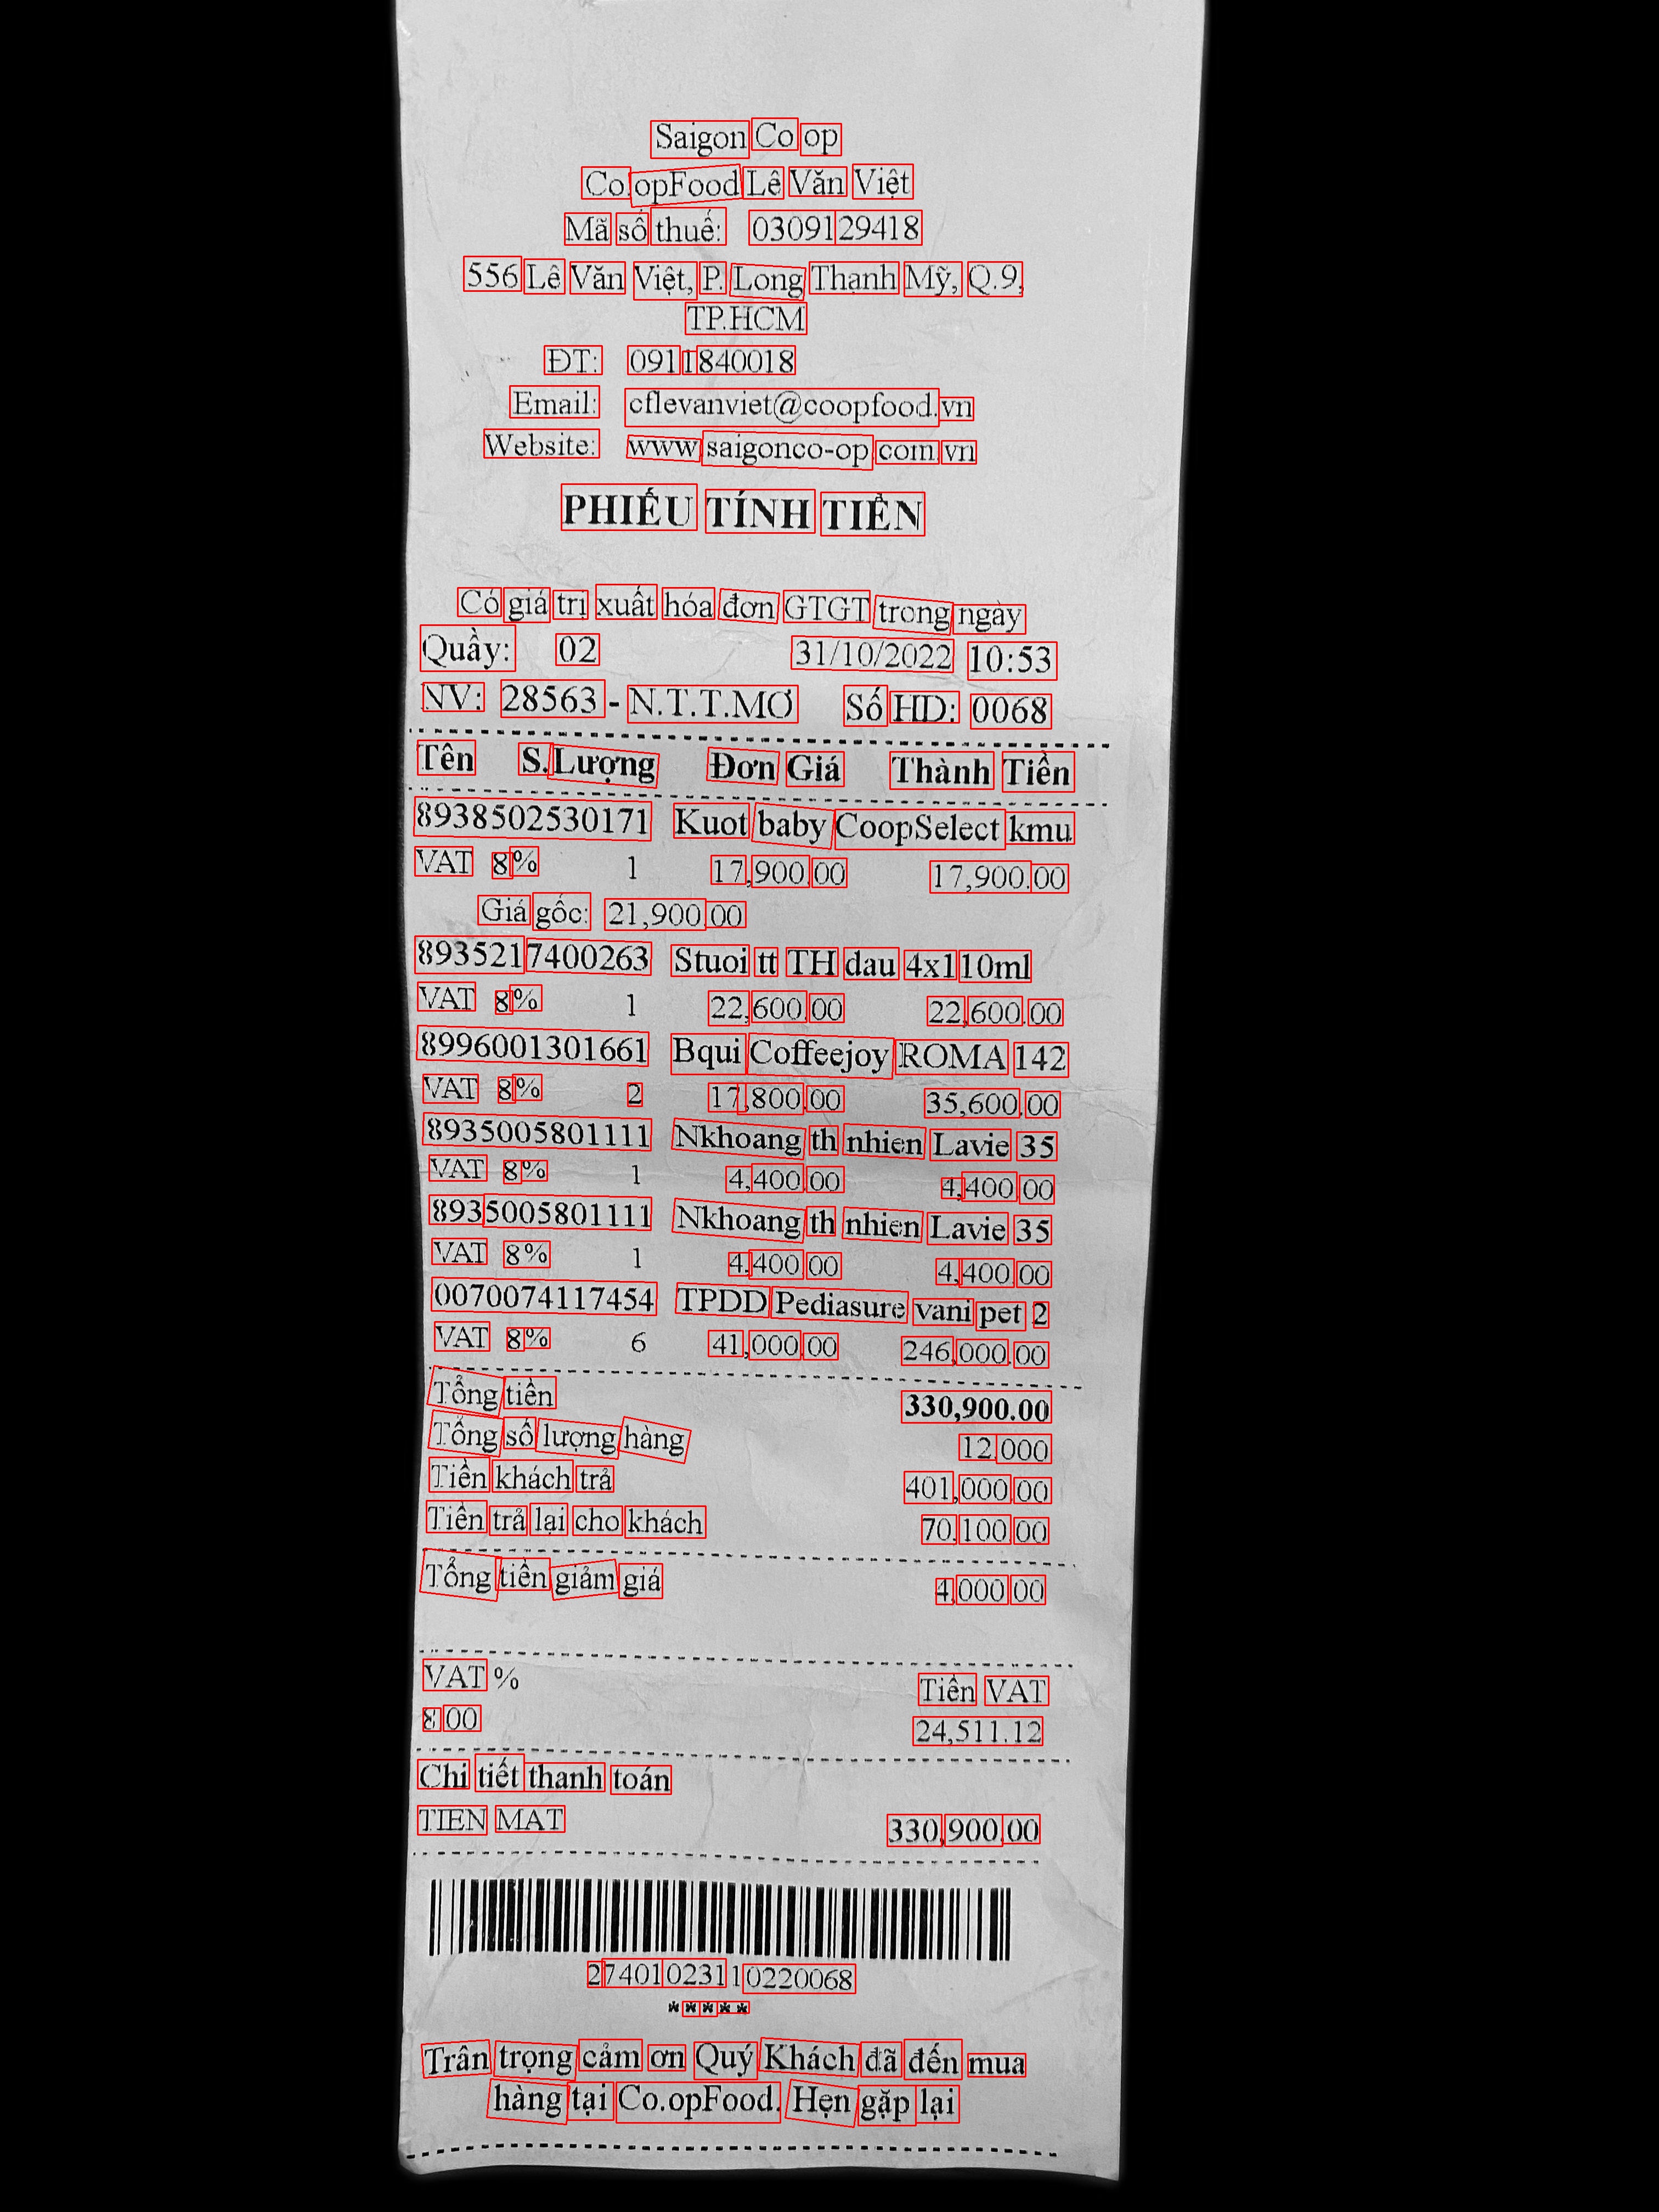 Saigon Co op
Co.opFood Lê Văn Việt
Mã số thuế: 0309129418
556 Lê Văn Việt, P. Long Thạnh Mỹ, Q.9,
TP.HCM
ĐT: 0911840018
Email: cflevanviet@coopfood.vn
Website: www.saigonco-op.com.vn
PHIẾU TÍNH TIỀN
Có giá trị xuất hóa đơn GTGT trong ngày
Quầy: 02 31/10/2022 10:53
NV: 28563 - N.T.T.MƠ Số HD: 0068
Tên S.Lượng Đơn Giá Thành Tiền
8938502530171 Kuot baby CoopSelect kmu
VAT 8% 1 17,900.00 17,900.00
Giá gốc: 21,900.00
8935217400263 Stuoi tt TH dau 4x110ml
VAT 8% 1 22,600.00 22,600.00
8996001301661 Bqui Coffeejoy ROMA 142
VAT 8% 2 17,800.00 35,600.00
8935005801111 Nkhoang th nhien Lavie 35
VAT 8% 1 4,400.00 4,400.00
8935005801111 Nkhoang th nhien Lavie 35
VAT 8% 1 4,400.00 4,400.00
0070074117454 TPDD Pediasure vani pet 2
VAT 8% 6 41,000.00 246,000.00
Tổng tiền 330,900.00
Tổng số lượng hàng 12,000
Tiền khách trả 401,000.00
Tiền trả lại cho khách 70,100.00
Tổng tiền giảm giá 4,000.00
VAT % Tiền VAT
8.00 24,511.12
Chi tiết thanh toán
TIEN MAT 330,900.00
27401023110220068
*****
Trân trọng cảm ơn Quý Khách đã đến mua
hàng tại Co.opFood. Hẹn gặp lại